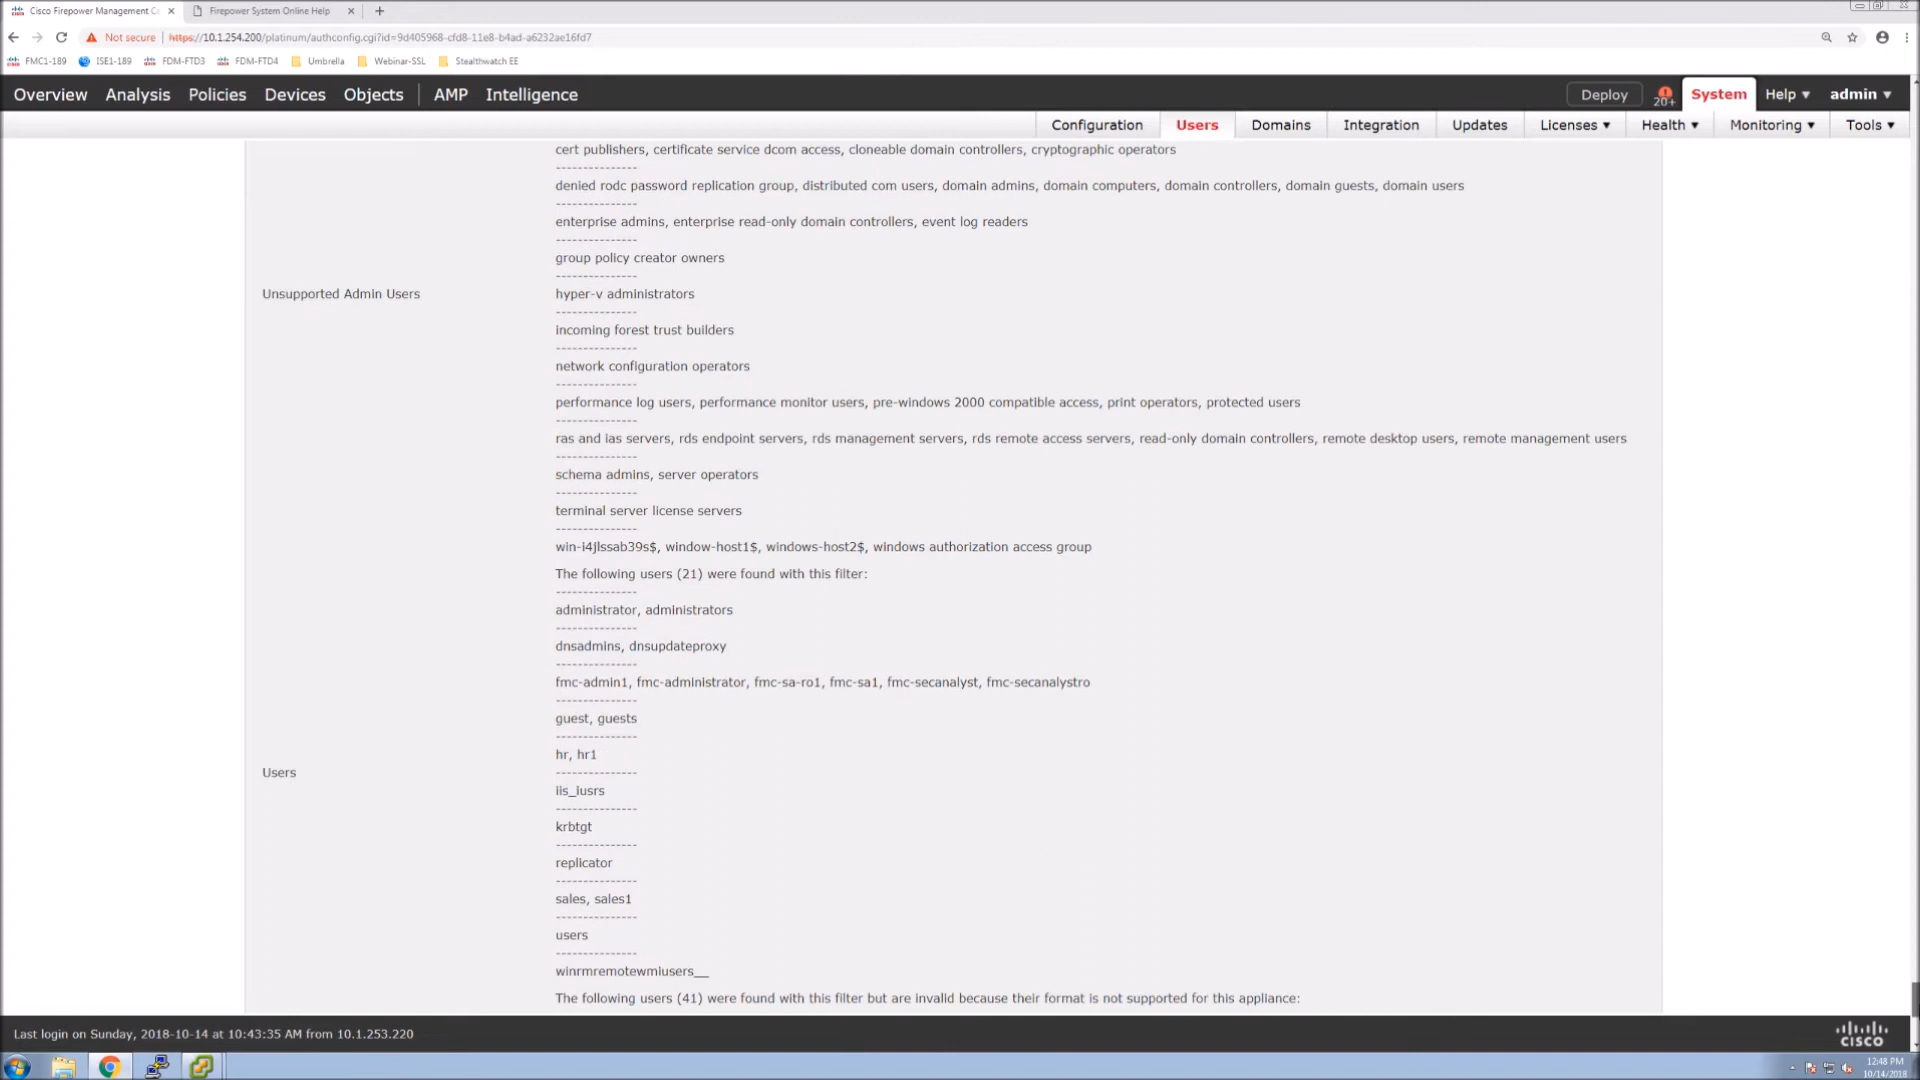 Cisco Firepower Management Ce
Firepower System Online Help
Not secure | https://10.1.254.200/platinum/authconfig.cgi?id=9d405968-cfd8-11e8-b4ad-a6232ae16fd7
FMC1-189 ISE1-189 FDM-FTD3 FDM-FTD4 Umbrella Webinar-SSL Stealthwatch EE
Overview Analysis Policies Devices Objects AMP Intelligence Deploy 20+ System Help admin
Configuration Users Domains Integration Updates Licenses Health Monitoring Tools
cert publishers, certificate service dcom access, cloneable domain controllers, cryptographic operators
---------------
denied rodc password replication group, distributed com users, domain admins, domain computers, domain controllers, domain guests, domain users
---------------
enterprise admins, enterprise read-only domain controllers, event log readers
---------------
group policy creator owners
---------------
Unsupported Admin Users hyper-v administrators
---------------
incoming forest trust builders
---------------
network configuration operators
---------------
performance log users, performance monitor users, pre-windows 2000 compatible access, print operators, protected users
---------------
ras and ias servers, rds endpoint servers, rds management servers, rds remote access servers, read-only domain controllers, remote desktop users, remote management users
---------------
schema admins, server operators
---------------
terminal server license servers
---------------
win-i4jlssab39s$, window-host1$, windows-host2$, windows authorization access group
The following users (21) were found with this filter:
---------------
administrator, administrators
---------------
dnsadmins, dnsupdateproxy
---------------
fmc-admin1, fmc-administrator, fmc-sa-ro1, fmc-sa1, fmc-secanalyst, fmc-secanalystro
---------------
guest, guests
---------------
hr, hr1
---------------
Users
iis_iusrs
---------------
krbtgt
---------------
replicator
---------------
sales, sales1
---------------
users
---------------
winrmremotewmiusers__
The following users (41) were found with this filter but are invalid because their format is not supported for this appliance:
Last login on Sunday, 2018-10-14 at 10:43:35 AM from 10.1.253.220
CISCO
12:48 PM
10/14/2018